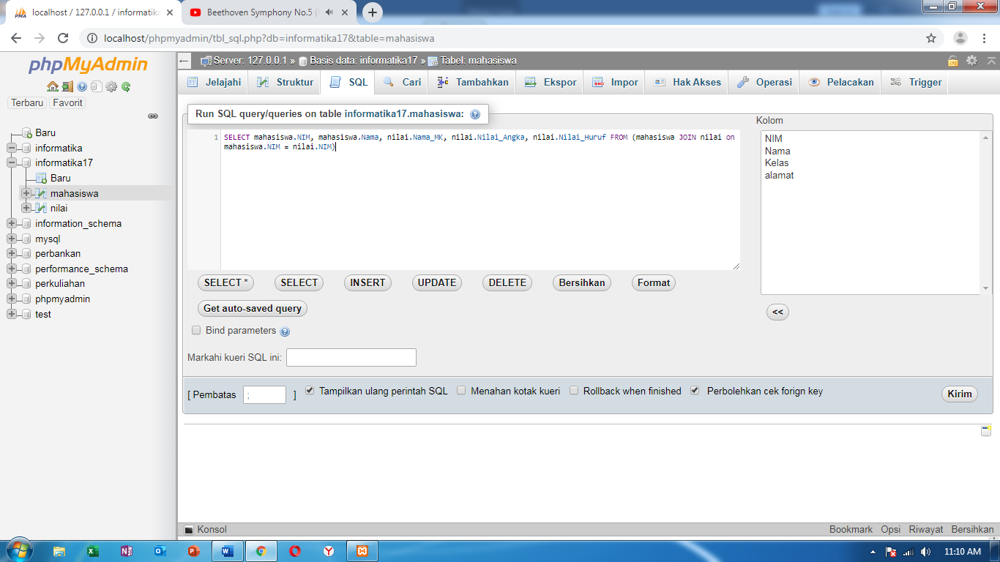 localhost / 127.0.0.1 / informatika
Beethoven Symphony No.5 (
localhost/phpmyadmin/tbl_sql.php?db=informatika17&table=mahasiswa
phpMyAdmin
Terbaru Favorit
Baru
informatika
informatika17
Baru
mahasiswa
nilai
information_schema
mysql
perbankan
performance_schema
perkuliahan
phpmyadmin
test
Server: 127.0.0.1 » Basis data: informatika17 » Tabel: mahasiswa
Jelajahi Struktur SQL Cari Tambahkan Ekspor Impor Hak Akses Operasi Pelacakan Trigger
Run SQL query/queries on table informatika17.mahasiswa:
1 SELECT mahasiswa.NIM, mahasiswa.Nama, nilai.Nama_MK, nilai.Nilai_Angka, nilai.Nilai_Huruf FROM (mahasiswa JOIN nilai on
mahasiswa.NIM = nilai.NIM)
Kolom
NIM
Nama
Kelas
alamat
<<
SELECT * SELECT INSERT UPDATE DELETE Bersihkan Format
Get auto-saved query
Bind parameters
Markahi kueri SQL ini:
[ Pembatas ; ] Tampilkan ulang perintah SQL Menahan kotak kueri Rollback when finished Perbolehkan cek forign key Kirim
Konsol Bookmark Opsi Riwayat Bersihkan
11:10 AM